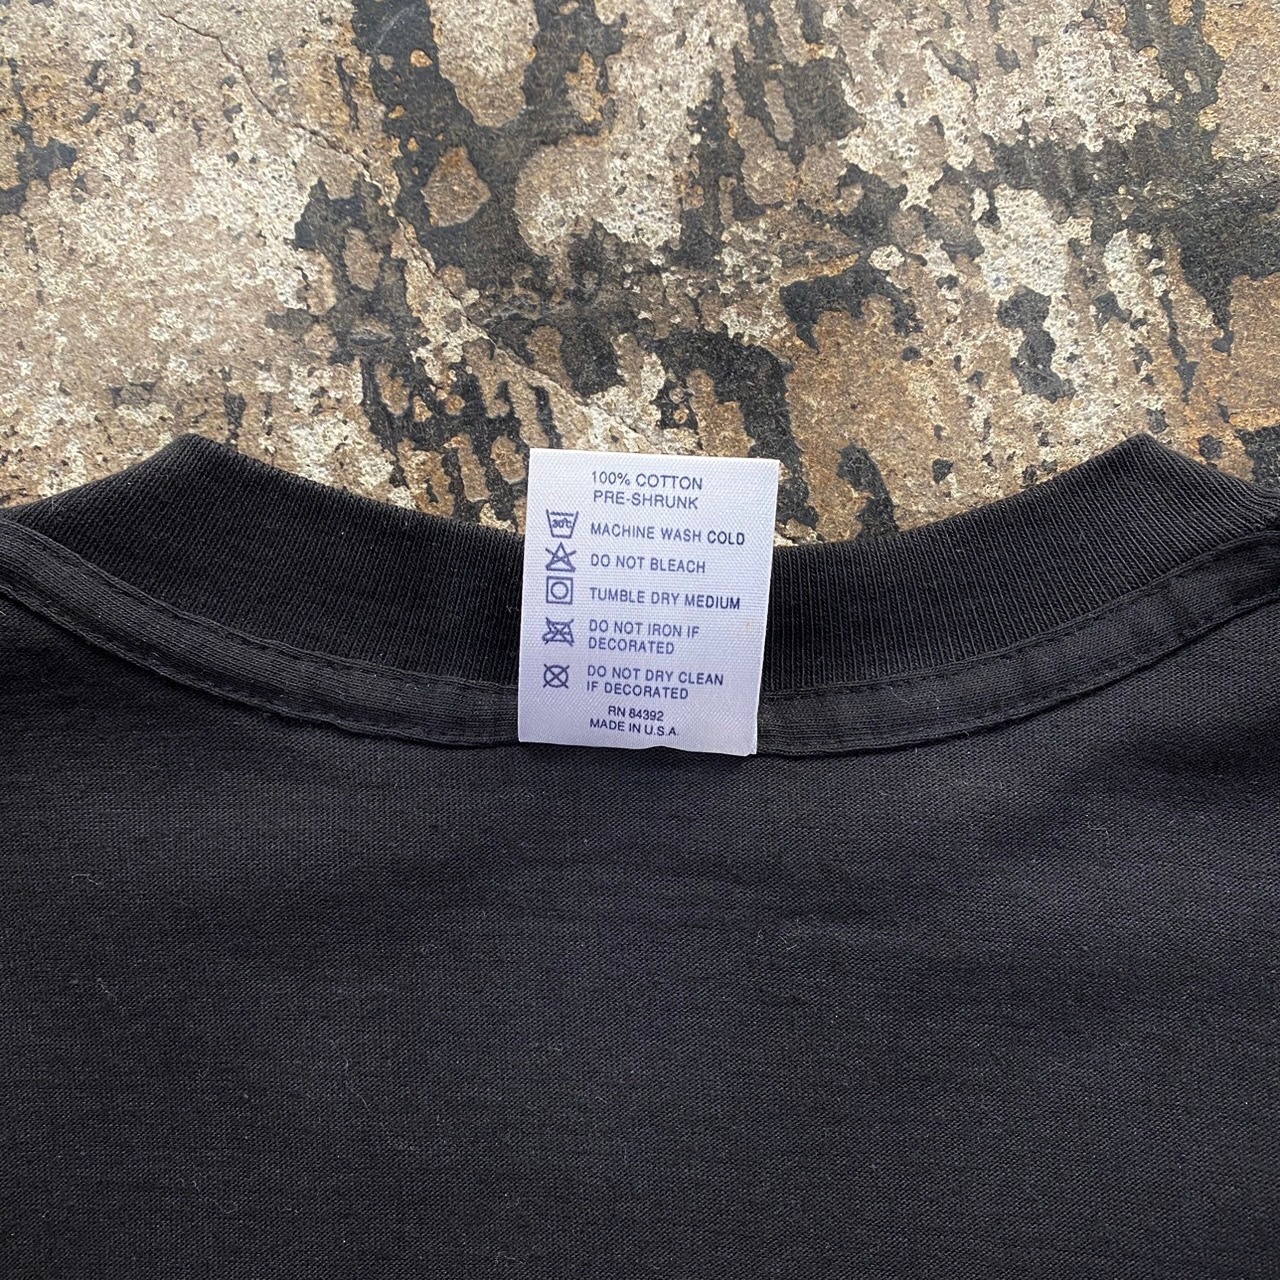 100% COTTON
PRE-SHRUNK
30°C
MACHINE WASH COLD
DO NOT BLEACH
TUMBLE DRY MEDIUM
DO NOT IRON IF
DECORATED
DO NOT DRY CLEAN
IF DECORATED
RN 84392
MADE IN U.S.A.